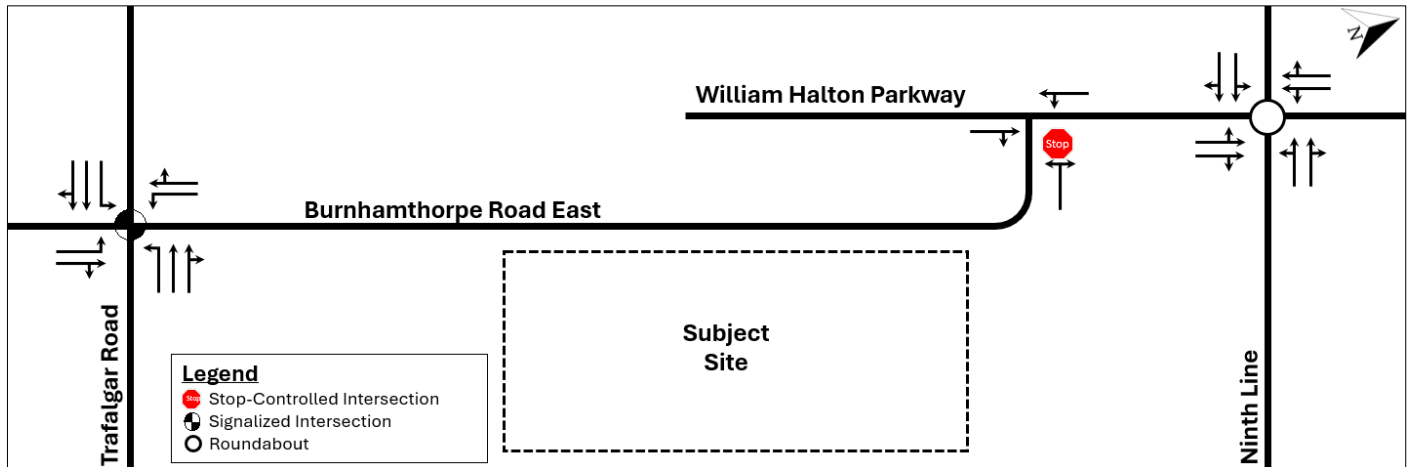 N
William Halton Parkway
Stop
Burnhamthorpe Road East
Subject
Site
Trafalgar Road
Ninth Line
Legend
Stop Stop-Controlled Intersection
Signalized Intersection
Roundabout